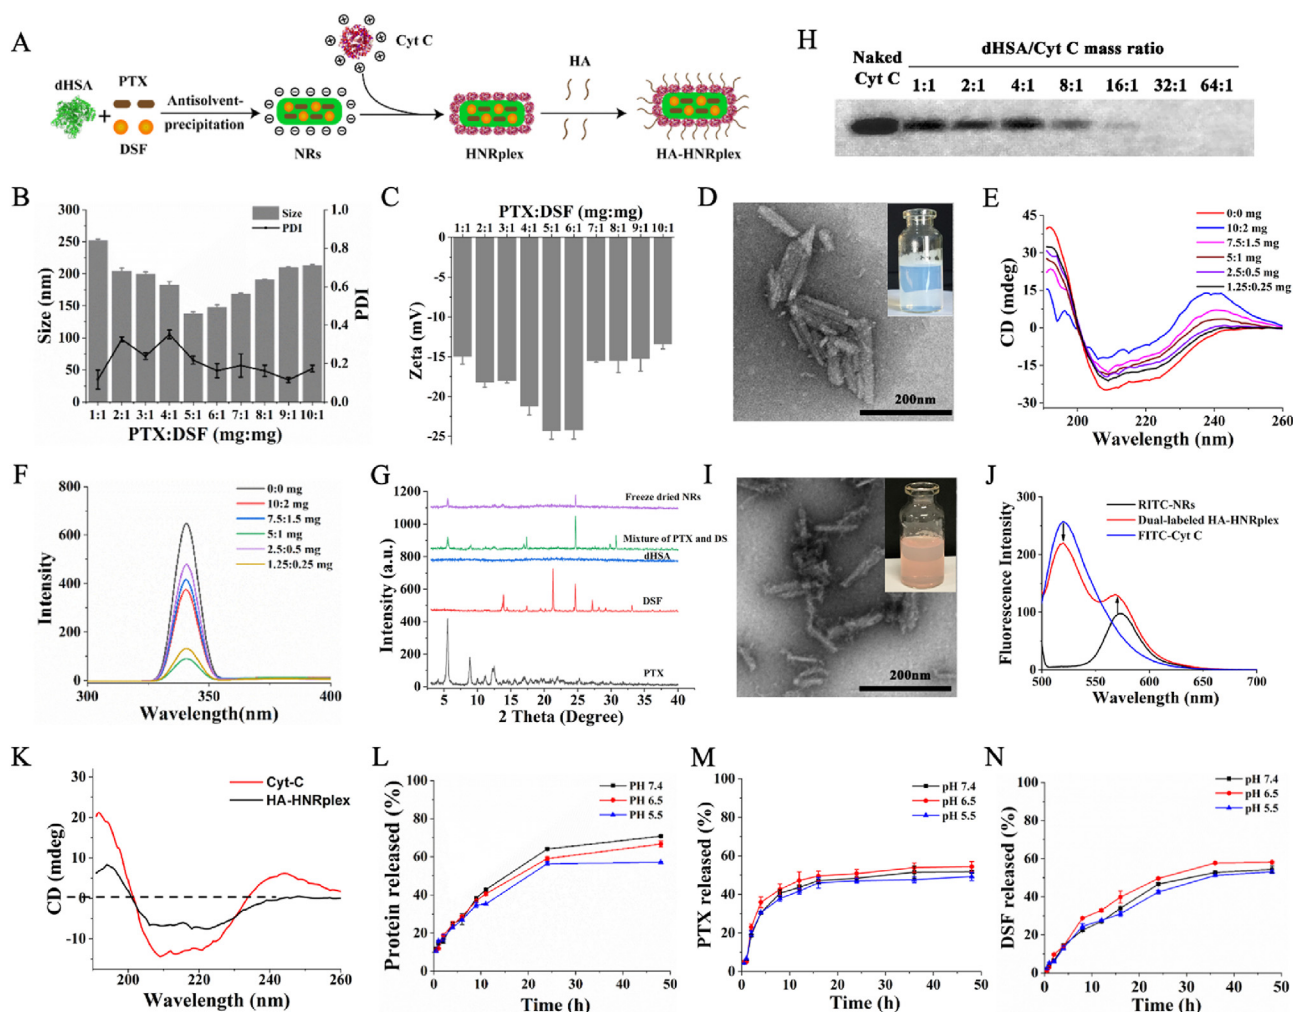 A
dHSA
PTX
DSF
Antisolvent-
precipitation
NRs
Cyt C
HNRplex
HA
HA-HNRplex
H
Naked
Cyt C
dHSA/Cyt C mass ratio
1:1 2:1 4:1 8:1 16:1 32:1 64:1
B
Size
PDI
300
250
200
150
100
50
0
Size (nm)
1.0
0.8
0.6
0.4
0.2
0.0
PDI
1:1 2:1 3:1 4:1 5:1 6:1 7:1 8:1 9:1 10:1
PTX:DSF (mg:mg)
C
PTX:DSF (mg:mg)
1:1 2:1 3:1 4:1 5:1 6:1 7:1 8:1 9:1 10:1
0
-5
-10
-15
-20
-25
Zeta (mV)
D
200nm
E
45
30
15
0
-15
-30
CD (mdeg)
0:0 mg
10:2 mg
7.5:1.5 mg
5:1 mg
2.5:0.5 mg
1.25:0.25 mg
200 210 220 230 240 250 260
Wavelength (nm)
F
800
600
400
200
0
Intensity
0:0 mg
10:2 mg
7.5:1.5 mg
5:1 mg
2.5:0.5 mg
1.25:0.25 mg
300 350 400
Wavelength(nm)
G
1200
1000
800
600
400
200
0
Intensity (a.u.)
Freeze dried NRs
Mixture of PTX and DS
dHSA
DSF
PTX
5 10 15 20 25 30 35 40
2 Theta (Degree)
I
200nm
J
300
200
100
0
Fluorescence Intensity
RITC-NRs
Dual-labeled HA-HNRplex
FITC-Cyt C
500 550 600 650 700
Wavelength (nm)
K
30
20
10
0
-10
CD (mdeg)
Cyt-C
HA-HNRplex
200 220 240 260
Wavelength (nm)
L
100
80
60
40
20
0
Protein released (%)
PH 7.4
PH 6.5
PH 5.5
0 10 20 30 40 50
Time (h)
M
100
80
60
40
20
0
PTX released (%)
pH 7.4
pH 6.5
pH 5.5
0 10 20 30 40 50
Time (h)
N
100
90
80
70
60
50
40
30
20
10
0
DSF released (%)
pH 7.4
pH 6.5
pH 5.5
0 10 20 30 40 50
Time (h)